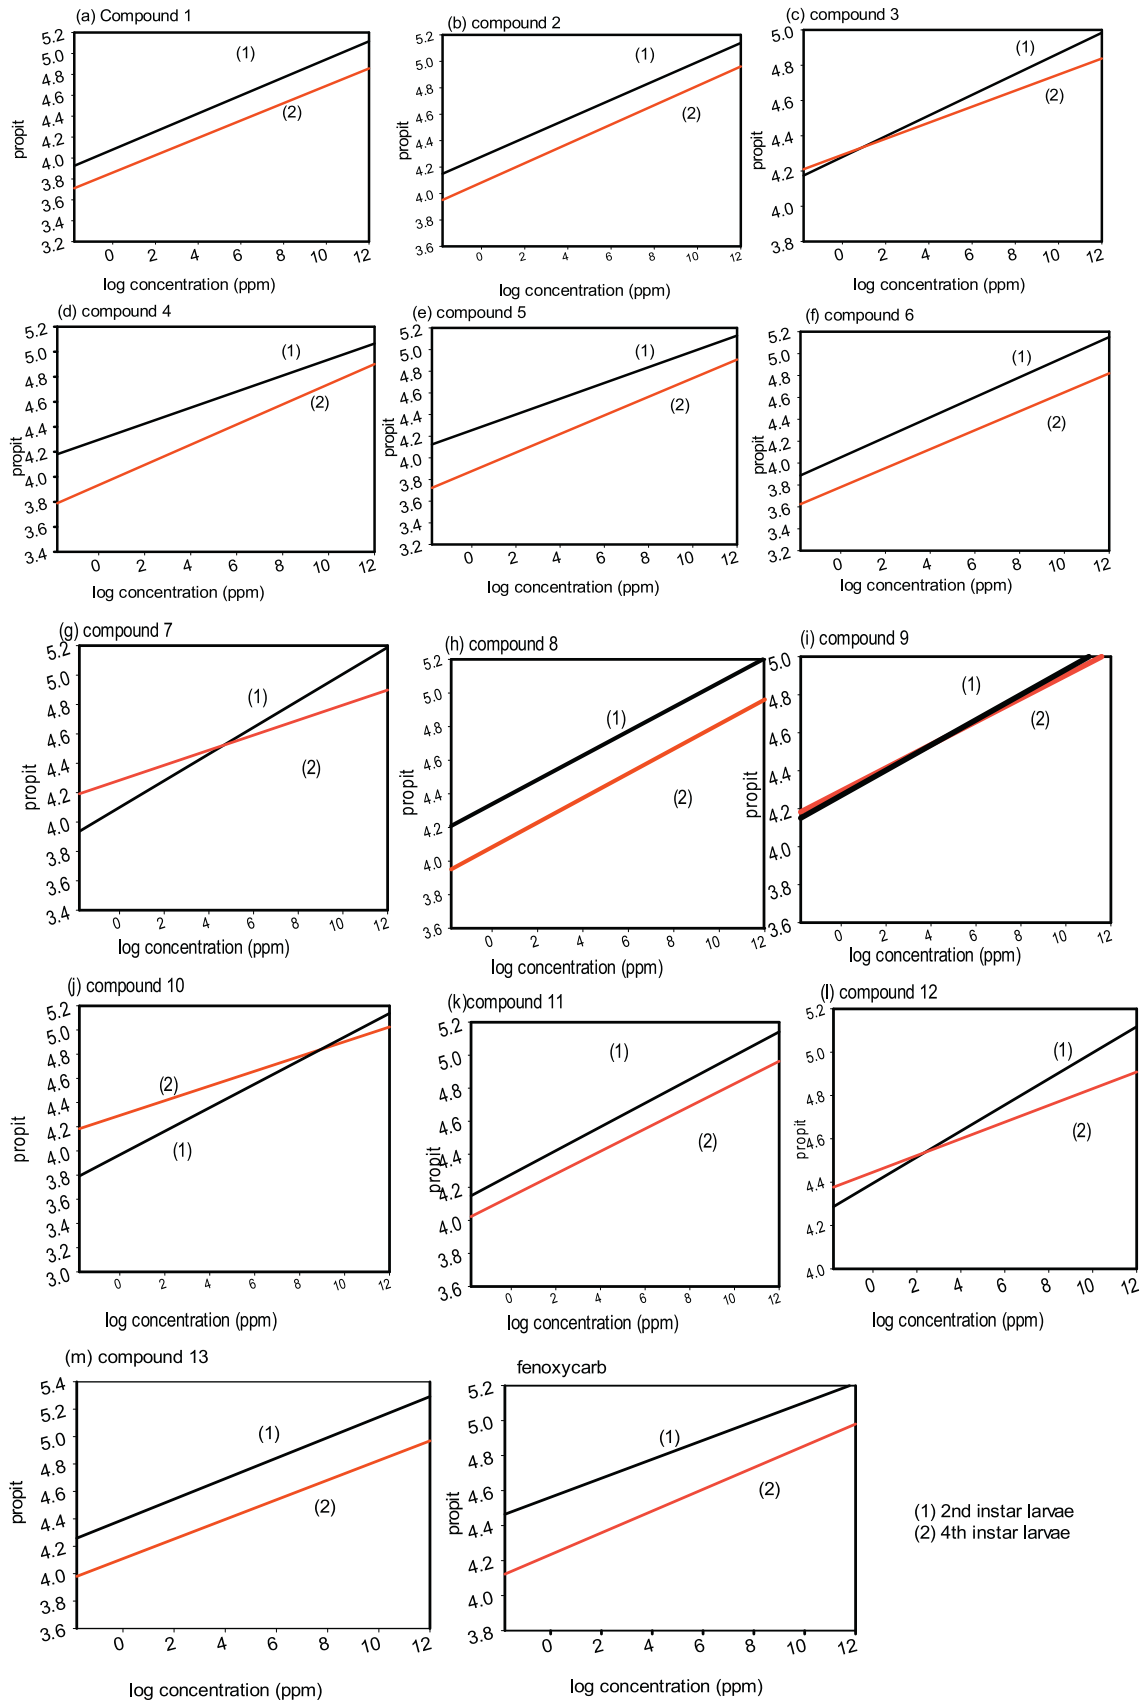 (a) Compound 1
5.2
5.0
4.8
4.6
4.4
4.2
4.0
3.8
3.6
3.4
3.2
propit
(1)
(2)
0 2 4 6 8 10 12
log concentration (ppm)
(b) compound 2
5.2
5.0
4.8
4.6
4.4
4.2
4.0
3.8
3.6
propit
(1)
(2)
0 2 4 6 8 10 12
log concentration (ppm)
(c) compound 3
5.0
4.8
4.6
4.4
4.2
4.0
3.8
propit
(1)
(2)
0 2 4 6 8 10 12
log concentration (ppm)
(d) compound 4
5.2
5.0
4.8
4.6
4.4
4.2
4.0
3.8
3.6
3.4
propit
(1)
(2)
0 2 4 6 8 10 12
log concentration (ppm)
(e) compound 5
5.2
5.0
4.8
4.6
4.4
4.2
4.0
3.8
3.6
3.4
3.2
propit
(1)
(2)
0 2 4 6 8 10 12
log concentration (ppm)
(f) compound 6
5.2
5.0
4.8
4.6
4.4
4.2
4.0
3.8
3.6
3.4
3.2
propit
(1)
(2)
0 2 4 6 8 10 12
log concentration (ppm)
(g) compound 7
5.2
5.0
4.8
4.6
4.4
4.2
4.0
3.8
3.6
3.4
propit
(1)
(2)
0 2 4 6 8 10 12
log concentration (ppm)
(h) compound 8
5.2
5.0
4.8
4.6
4.4
4.2
4.0
3.8
3.6
propit
(1)
(2)
0 2 4 6 8 10 12
log concentration (ppm)
(i) compound 9
5.0
4.8
4.6
4.4
4.2
4.0
3.8
3.6
propit
(1)
(2)
0 2 4 6 8 10 12
log concentration (ppm)
(j) compound 10
5.2
5.0
4.8
4.6
4.4
4.2
4.0
3.8
3.6
3.4
3.2
3.0
propit
(2)
(1)
0 2 4 6 8 10 12
log concentration (ppm)
(k)compound 11
5.2
5.0
4.8
4.6
4.4
4.2
4.0
3.8
3.6
propit
(1)
(2)
0 2 4 6 8 10 12
log concentration (ppm)
(l) compound 12
5.2
5.0
4.8
4.6
4.4
4.2
4.0
propit
(1)
(2)
0 2 4 6 8 10 12
log concentration (ppm)
(m) compound 13
5.4
5.2
5.0
4.8
4.6
4.4
4.2
4.0
3.8
3.6
propit
(1)
(2)
0 2 4 6 8 10 12
log concentration (ppm)
fenoxycarb
5.2
5.0
4.8
4.6
4.4
4.2
4.0
3.8
propit
(1)
(2)
0 2 4 6 8 10 12
log concentration (ppm)
(1) 2nd instar larvae
(2) 4th instar larvae